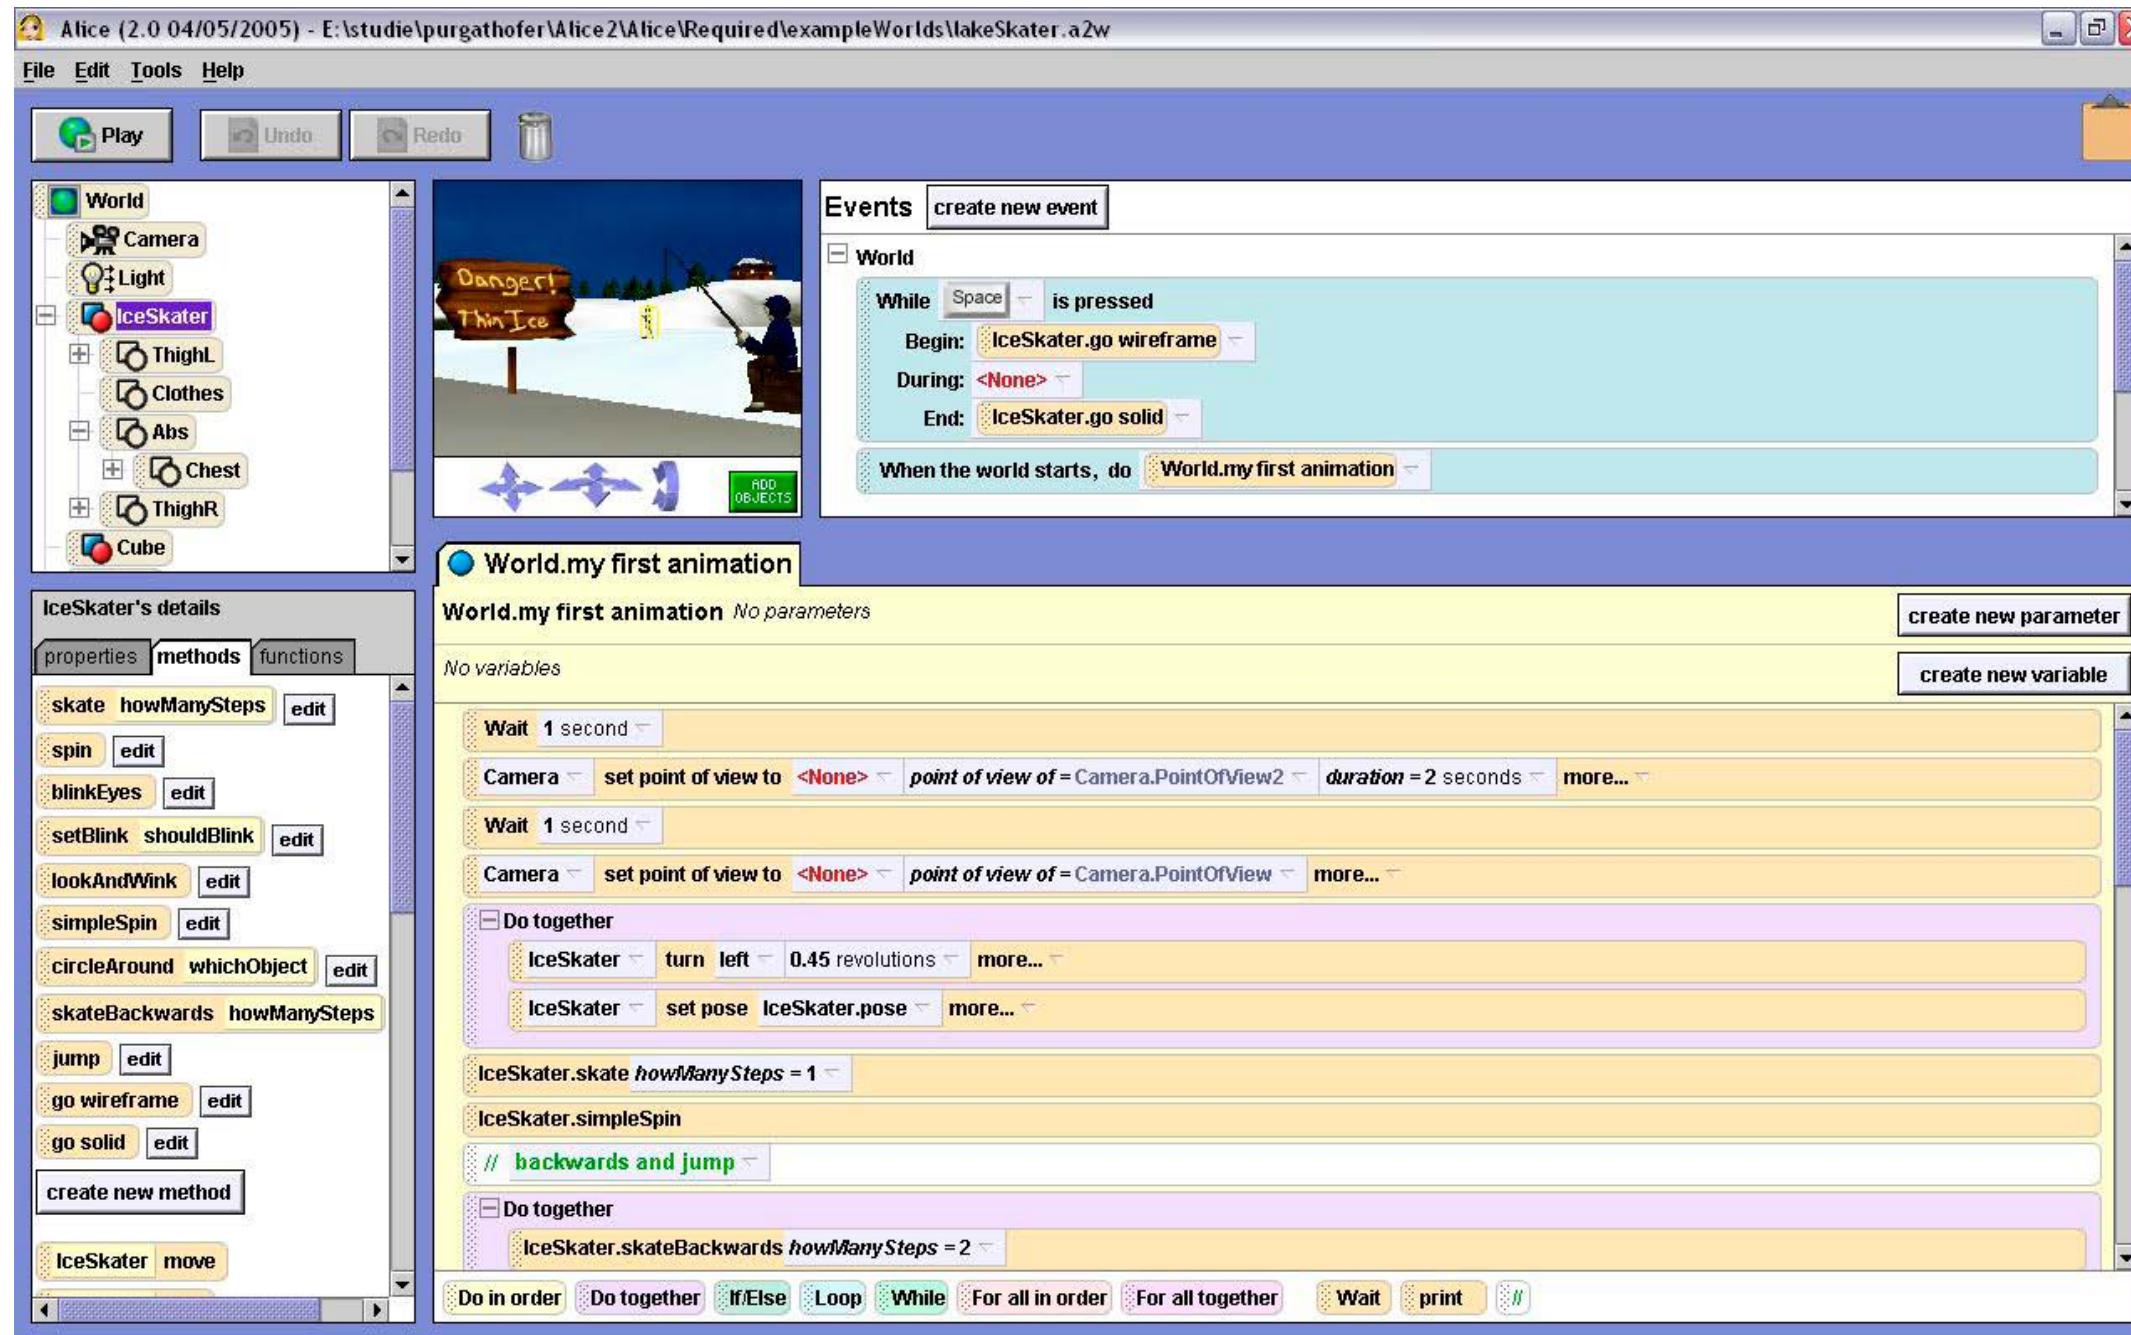 Alice (2.0 04/05/2005) - E:\studie\purgathofer\Alice2\Alice\Required\exampleWorlds\lakeSkater.a2w
File Edit Tools Help
Play Undo Redo
World
Camera
Light
IceSkater
ThighL
Clothes
Abs
Chest
ThighR
Cube
Danger!
Thin Ice
ADD
OBJECTS
Events create new event
World
While Space is pressed
Begin: IceSkater.go wireframe
During: <None>
End: IceSkater.go solid
When the world starts, do World.my first animation
IceSkater's details
properties methods functions
skate howManySteps edit
spin edit
blinkEyes edit
setBlink shouldBlink edit
lookAndWink edit
simpleSpin edit
circleAround whichObject edit
skateBackwards howManySteps
jump edit
go wireframe edit
go solid edit
create new method
IceSkater move
World.my first animation
World.my first animation No parameters
create new parameter
No variables
create new variable
Wait 1 second
Camera set point of view to <None> point of view of = Camera.PointOfView2 duration = 2 seconds more...
Wait 1 second
Camera set point of view to <None> point of view of = Camera.PointOfView more...
Do together
IceSkater turn left 0.45 revolutions more...
IceSkater set pose IceSkater.pose more...
IceSkater.skate howManySteps = 1
IceSkater.simpleSpin
// backwards and jump
Do together
IceSkater.skateBackwards howManySteps = 2
Do in order Do together If/Else Loop While For all in order For all together Wait print //